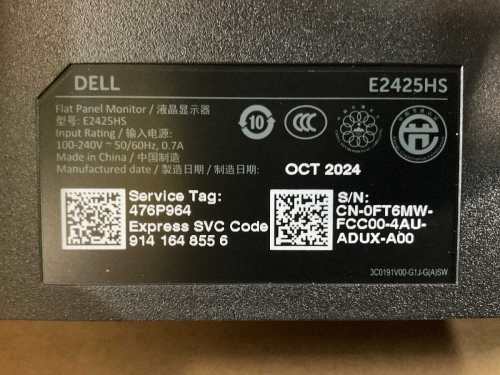 DELL
E2425HS
Flat Panel Monitor / 液晶显示器
型号: E2425HS
Input Rating / 输入电源:
100-240V ~ 50/60Hz, 0.7A
Made in China / 中国制造
Manufactured date / 製造日期 / 制造日期: OCT 2024
10
CCC
Service Tag:
476P964
Express SVC Code
914 164 855 6
S/N:
CN-0FT6MW-
FCC00-4AU-
ADUX-A00
3C0191V00-G1J-G(A)SW